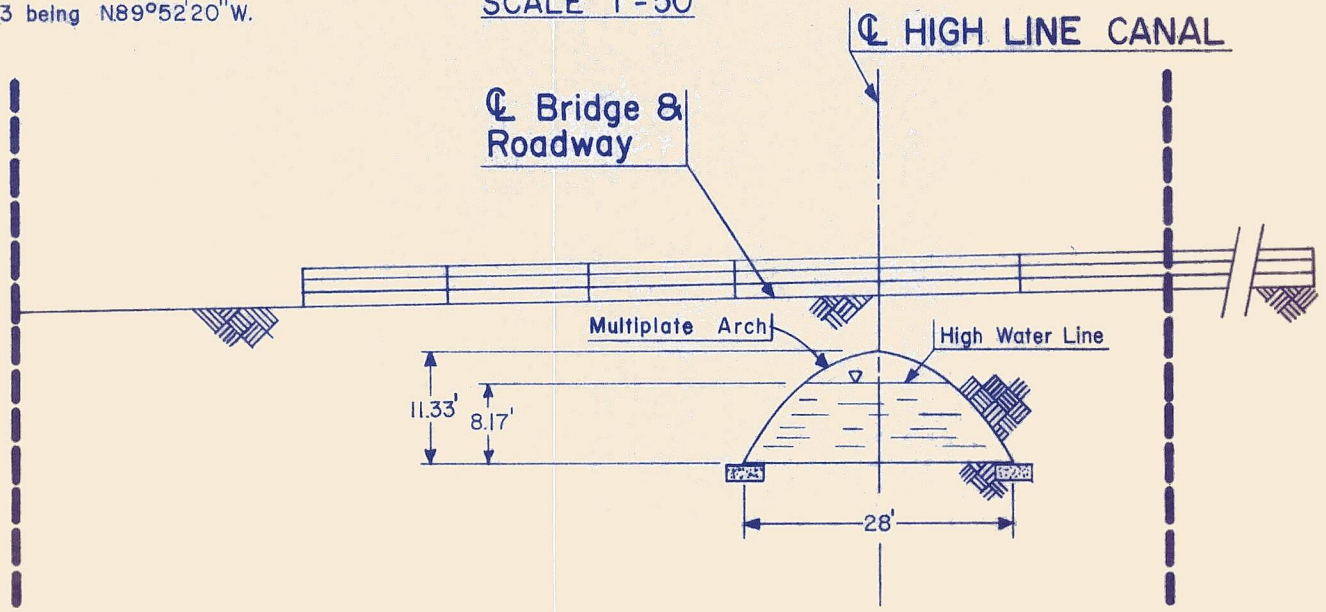 3 being N89°52'20"W.
SCALE 1"=50'
℄ HIGH LINE CANAL
℄ Bridge &
Roadway
Multiplate Arch
High Water Line
11.33'
8.17'
28'